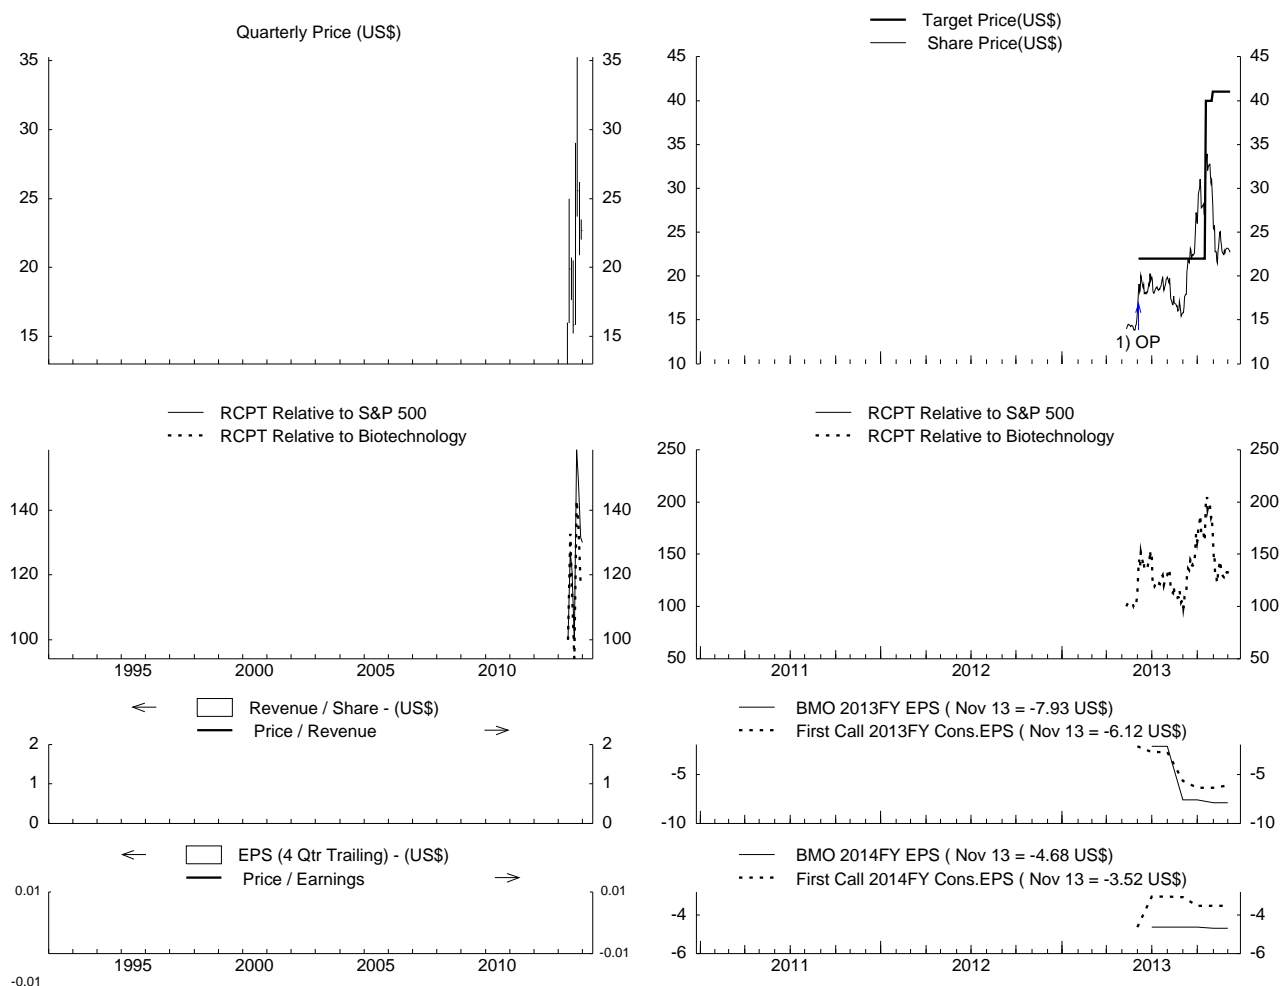 Quarterly Price (US$)
35 35
30 30
25 25
20 20
15 15
Target Price(US$)
Share Price(US$)
45 45
40 40
35 35
30 30
25 25
20 20
15 15
10 10
1) OP
RCPT Relative to S&P 500
RCPT Relative to Biotechnology
140 140
120 120
100 100
1995 2000 2005 2010
RCPT Relative to S&P 500
RCPT Relative to Biotechnology
250 250
200 200
150 150
100 100
50 50
2011 2012 2013
Revenue / Share - (US$)
Price / Revenue
2 2
1 1
0 0
BMO 2013FY EPS ( Nov 13 = -7.93 US$)
First Call 2013FY Cons.EPS ( Nov 13 = -6.12 US$)
-5 -5
-10 -10
EPS (4 Qtr Trailing) - (US$)
Price / Earnings
0.01 0.01
-0.01
1995 2000 2005 2010
-0.01
BMO 2014FY EPS ( Nov 13 = -4.68 US$)
First Call 2014FY Cons.EPS ( Nov 13 = -3.52 US$)
-4 -4
-6 -6
2011 2012 2013